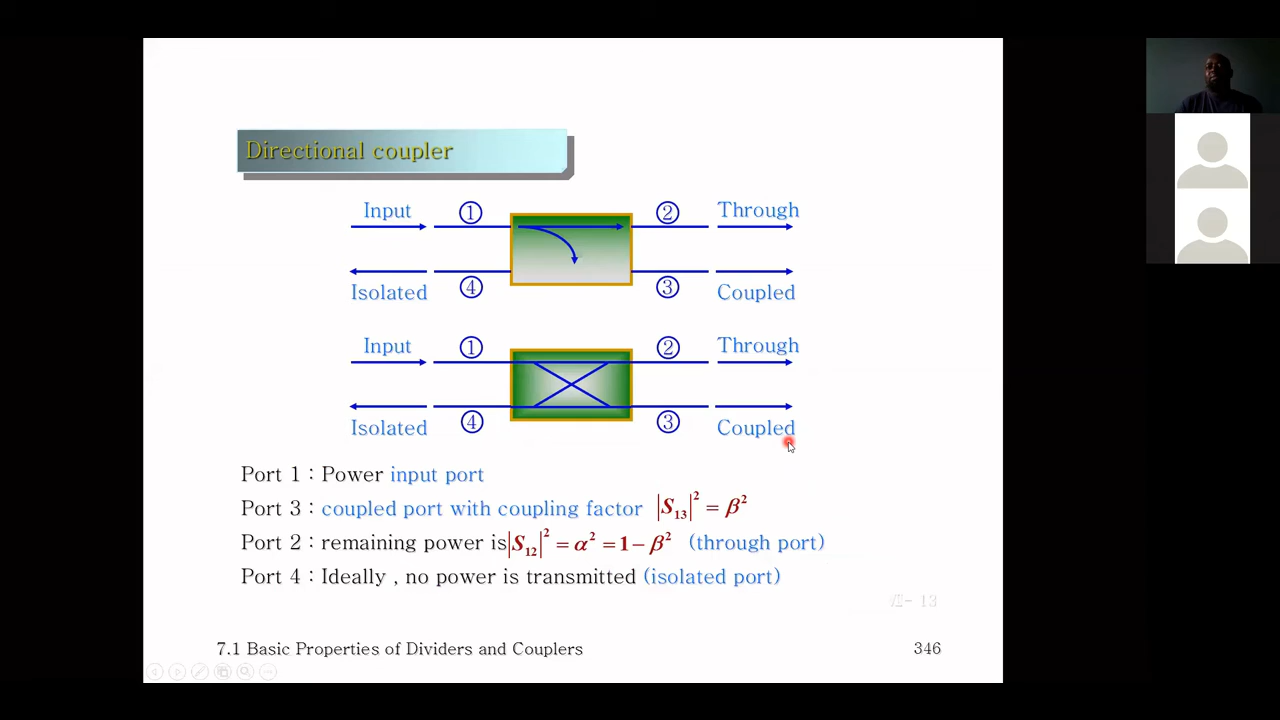 Directional coupler
Input ① ② Through
Isolated ④ ③ Coupled
Input ① ② Through
Isolated ④ ③ Coupled
Port 1 : Power input port
Port 3 : coupled port with coupling factor |S₁₃|² = β²
Port 2 : remaining power is |S₁₂|² = α² = 1 − β² (through port)
Port 4 : Ideally , no power is transmitted (isolated port)
Ⅶ- 13
7.1 Basic Properties of Dividers and Couplers 346